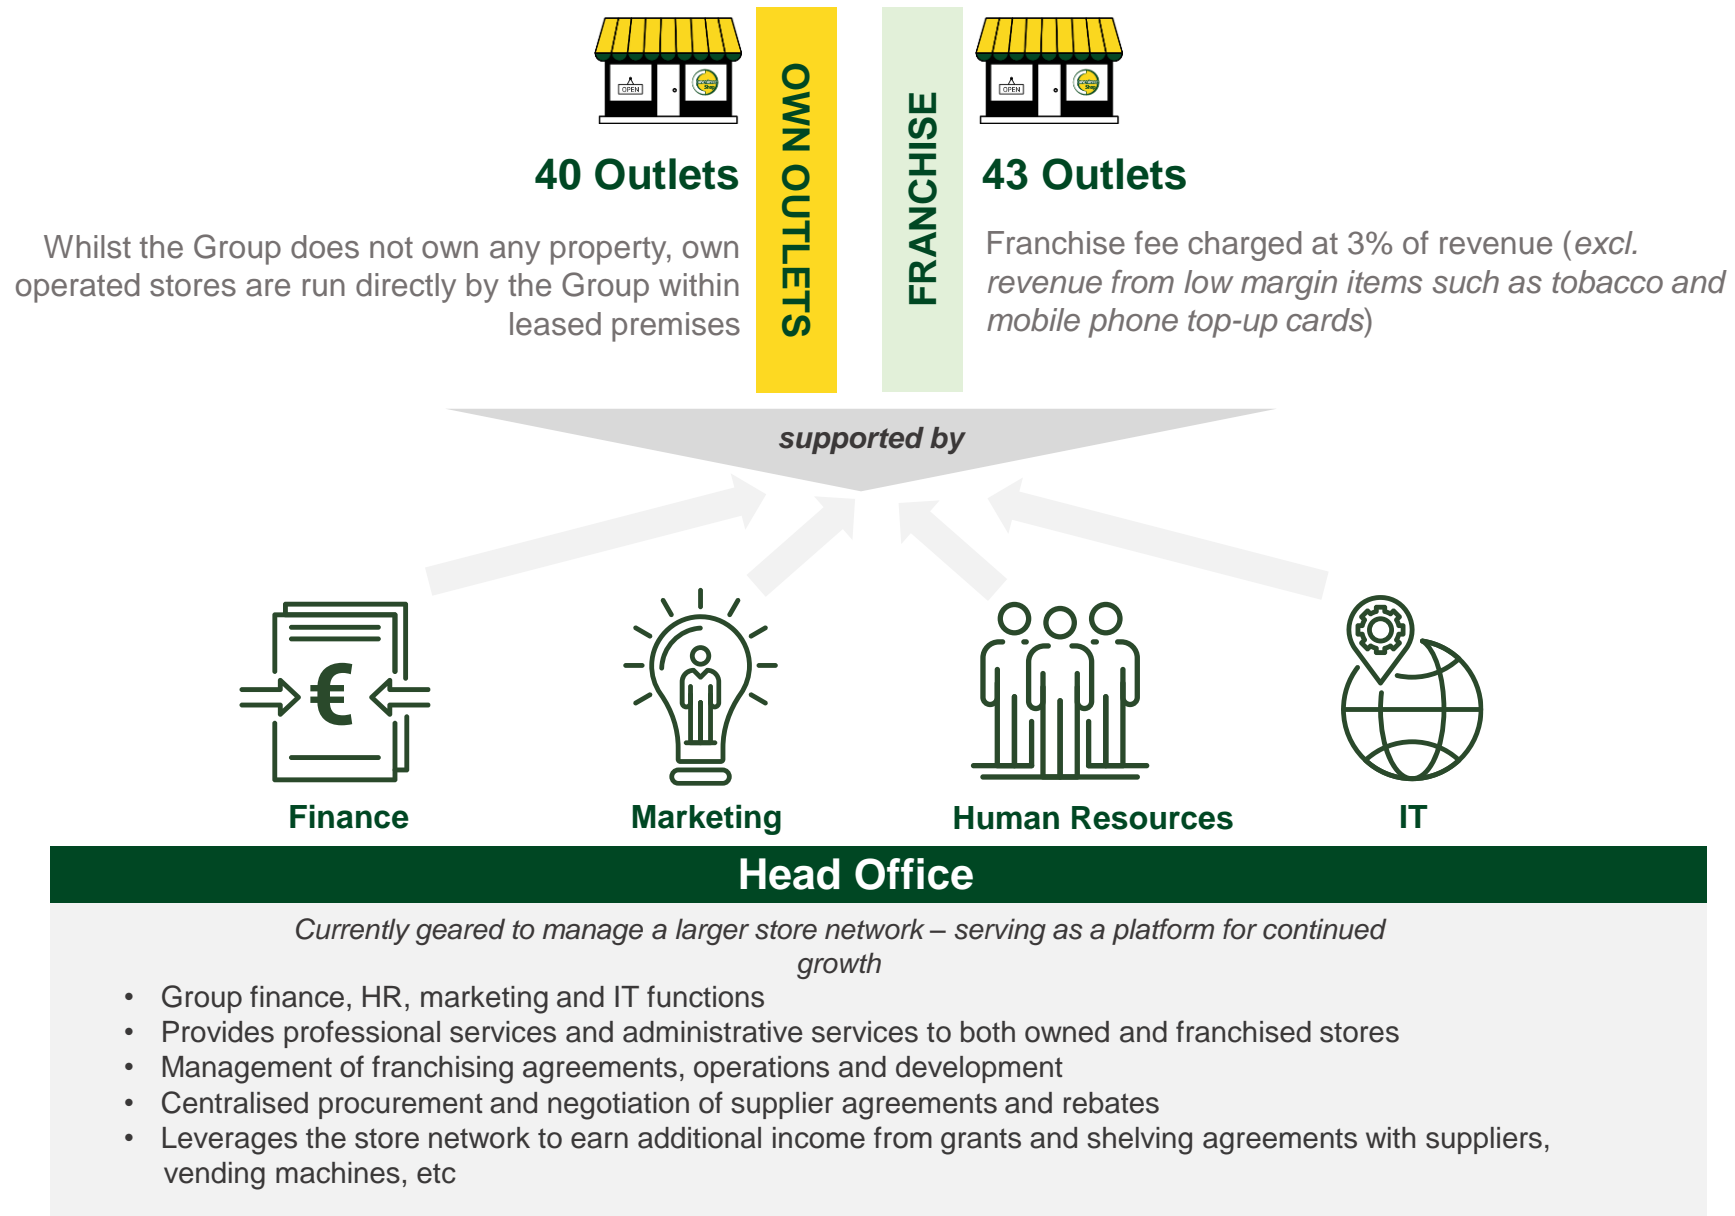 OPEN
Shop
OWN OUTLETS
40 Outlets
Whilst the Group does not own any property, own
operated stores are run directly by the Group within
leased premises
FRANCHISE
OPEN
Shop
43 Outlets
Franchise fee charged at 3% of revenue (excl.
revenue from low margin items such as tobacco and
mobile phone top-up cards)
supported by
€
Finance
Marketing
Human Resources
IT
Head Office
Currently geared to manage a larger store network – serving as a platform for continued
growth
• Group finance, HR, marketing and IT functions
• Provides professional services and administrative services to both owned and franchised stores
• Management of franchising agreements, operations and development
• Centralised procurement and negotiation of supplier agreements and rebates
• Leverages the store network to earn additional income from grants and shelving agreements with suppliers,
vending machines, etc